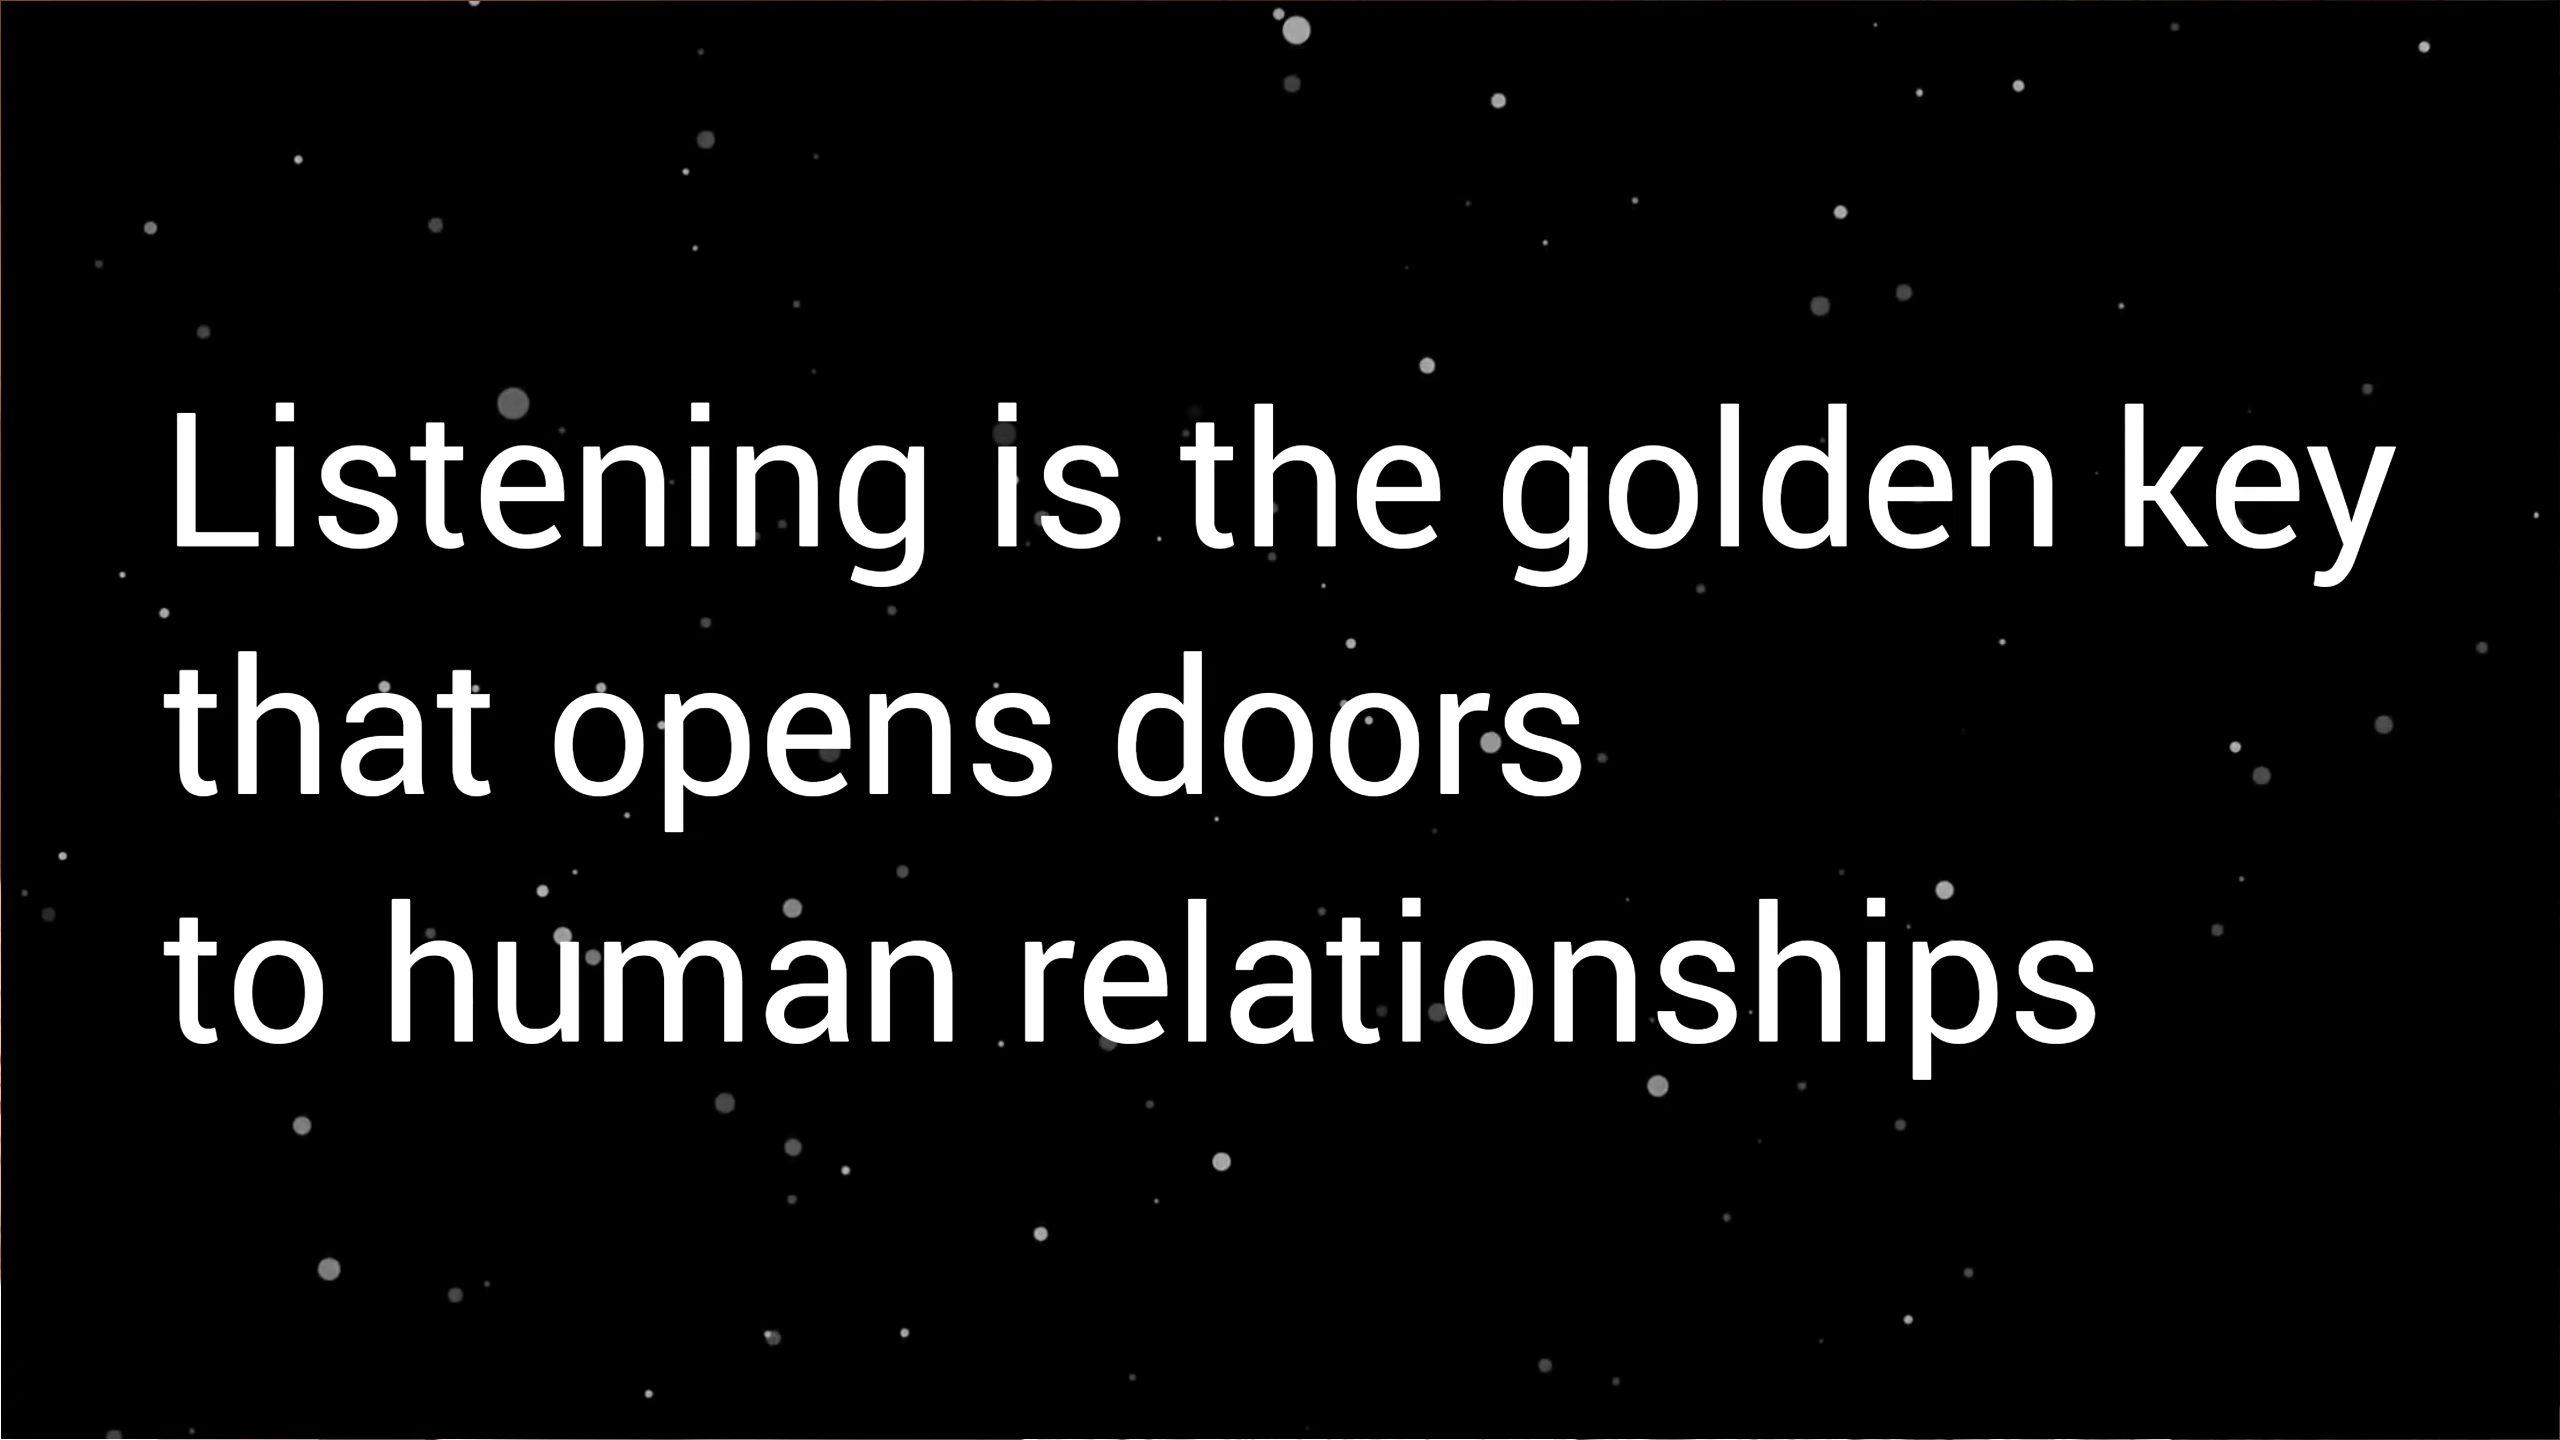 Listening is the golden key
that opens doors
to human relationships